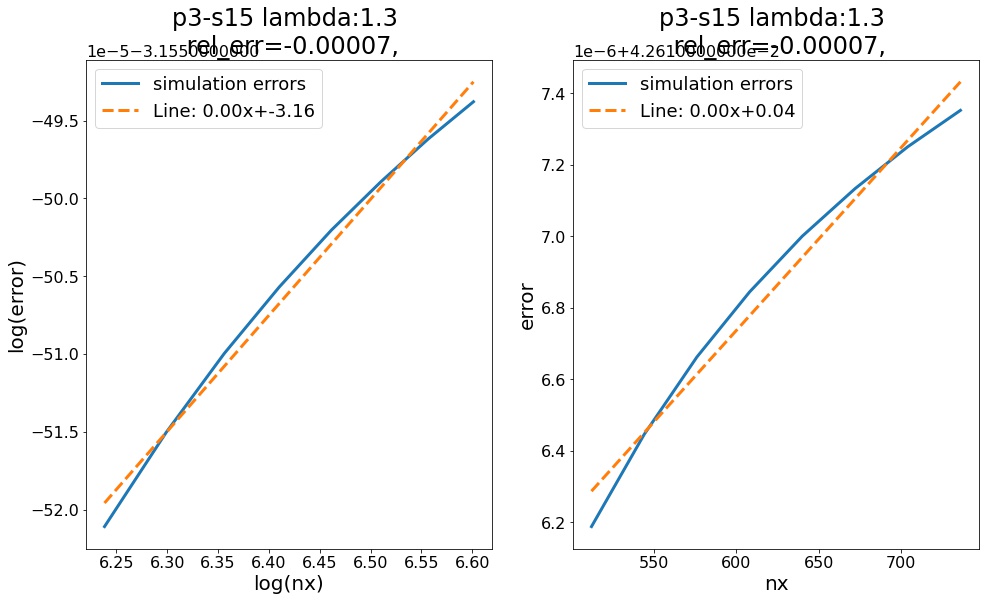 p3-s15 lambda:1.3
rel_err=-0.00007,
1e−5−3.1550000000
simulation errors
Line: 0.00x+-3.16
log(error)
−49.5
−50.0
−50.5
−51.0
−51.5
−52.0
6.25 6.30 6.35 6.40 6.45 6.50 6.55 6.60
log(nx)
p3-s15 lambda:1.3
rel_err=-0.00007,
1e−6+4.2610000000e−2
simulation errors
Line: 0.00x+0.04
error
7.4
7.2
7.0
6.8
6.6
6.4
6.2
550 600 650 700
nx